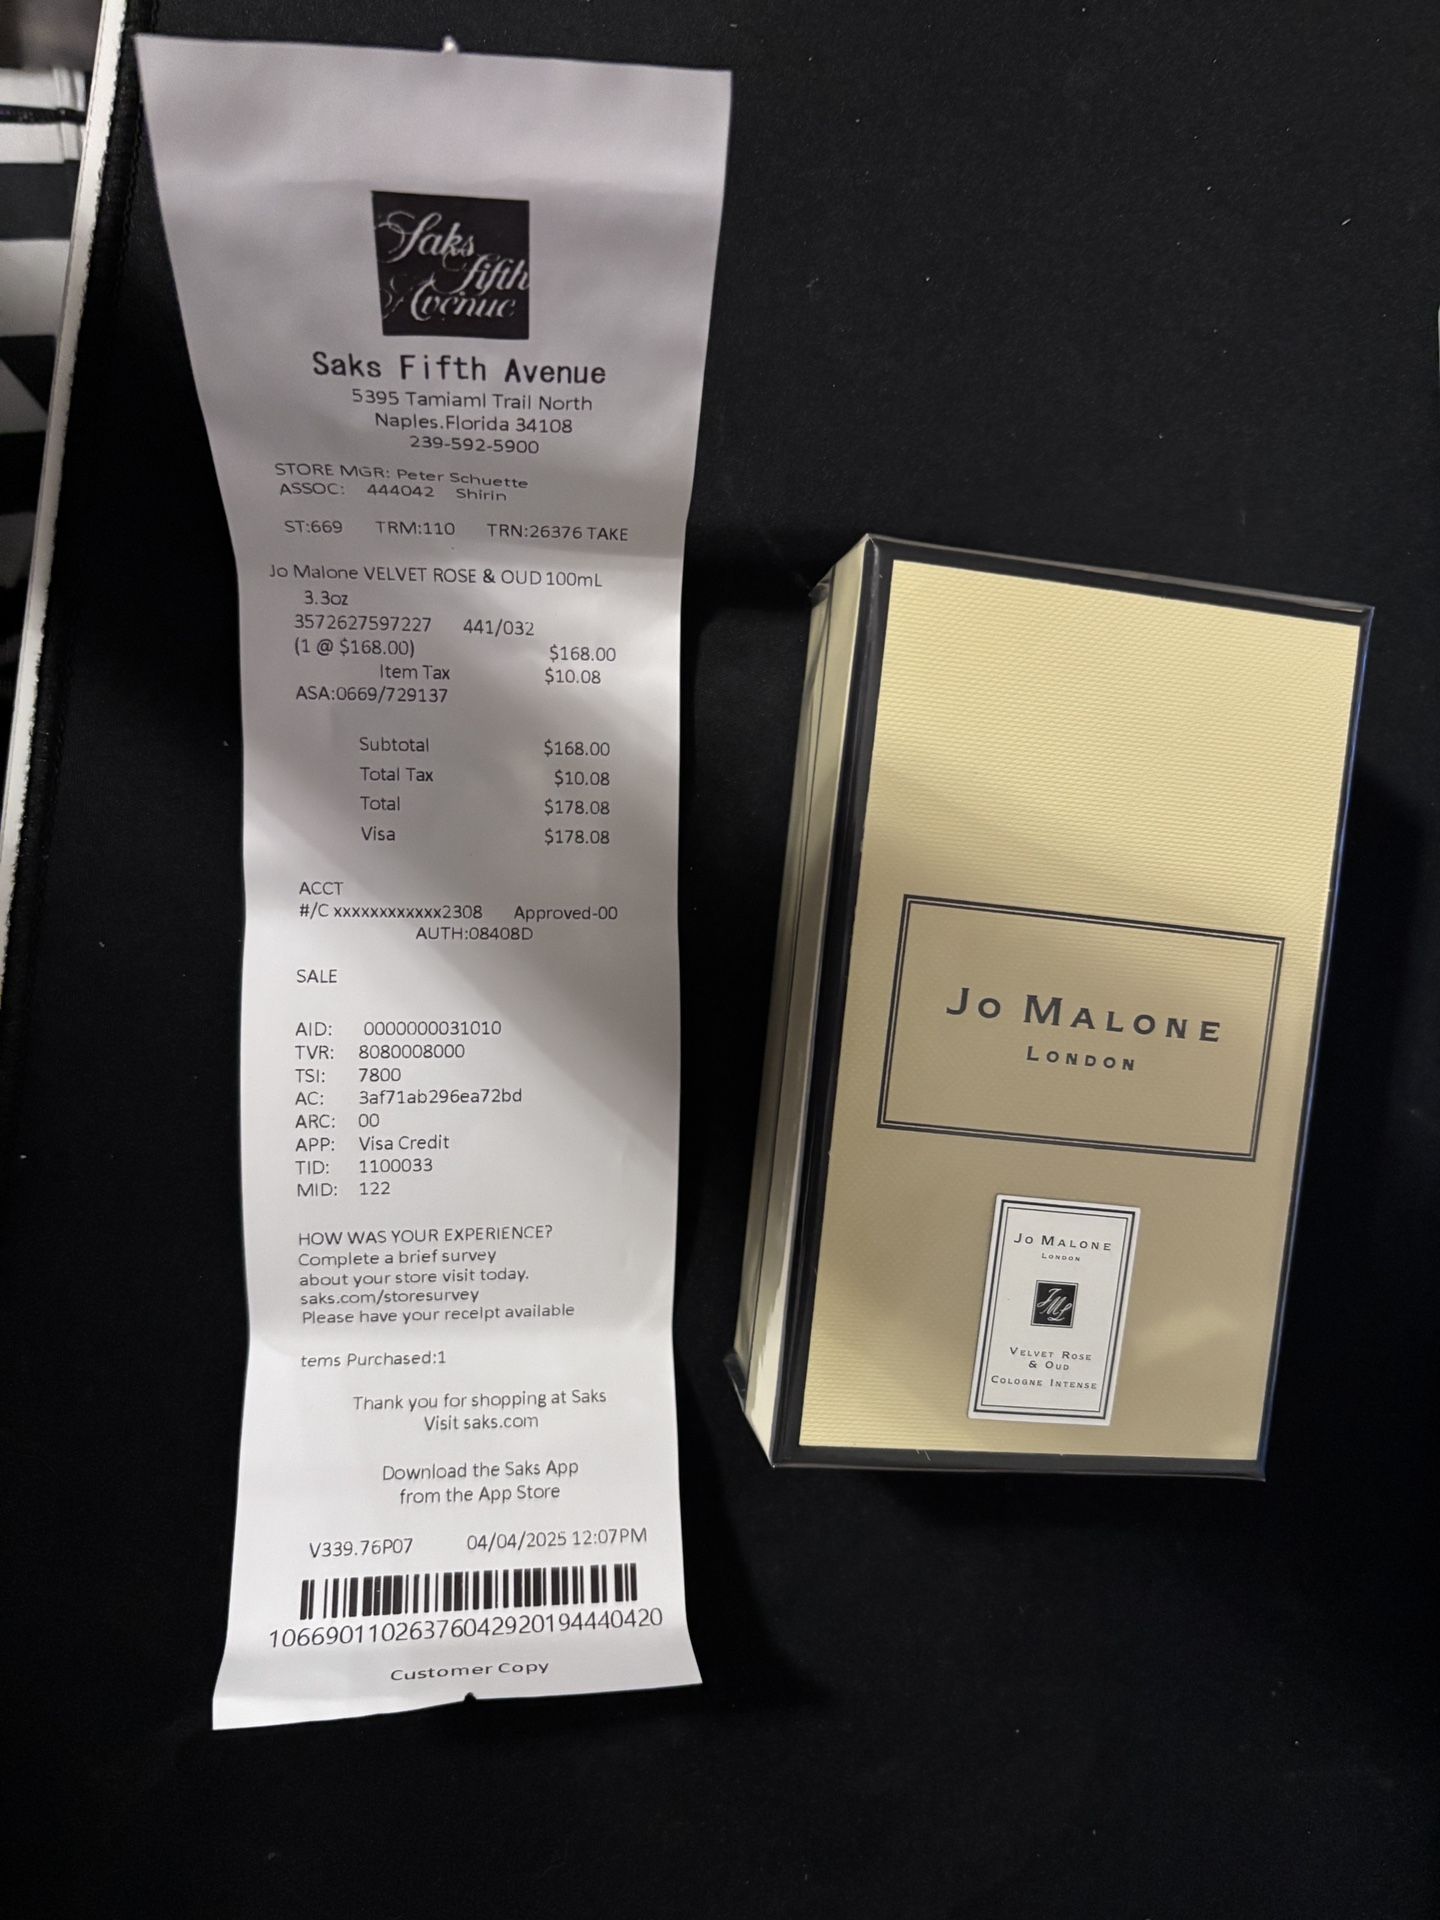 Saks
fifth
Avenue
Saks Fifth Avenue
5395 Tamiaml Trail North
Naples.Florida 34108
239-592-5900
STORE MGR: Peter Schuette
ASSOC: 444042 Shirin
ST:669 TRM:110 TRN:26376 TAKE
Jo Malone VELVET ROSE & OUD 100mL
3.3oz
3572627597227 441/032
(1 @ $168.00) $168.00
Item Tax $10.08
ASA:0669/729137
Subtotal $168.00
Total Tax $10.08
Total $178.08
Visa $178.08
ACCT
#/C xxxxxxxxxxxx2308 Approved-00
AUTH:08408D
SALE
AID: 0000000031010
TVR: 8080008000
TSI: 7800
AC: 3af71ab296ea72bd
ARC: 00
APP: Visa Credit
TID: 1100033
MID: 122
HOW WAS YOUR EXPERIENCE?
Complete a brief survey
about your store visit today.
saks.com/storesurvey
Please have your recelpt available
tems Purchased:1
Thank you for shopping at Saks
Visit saks.com
Download the Saks App
from the App Store
V339.76P07 04/04/2025 12:07PM
10669011026376042920194440420
Customer Copy
JO MALONE
LONDON
JO MALONE
LONDON
JML
VELVET ROSE
& OUD
COLOGNE INTENSE